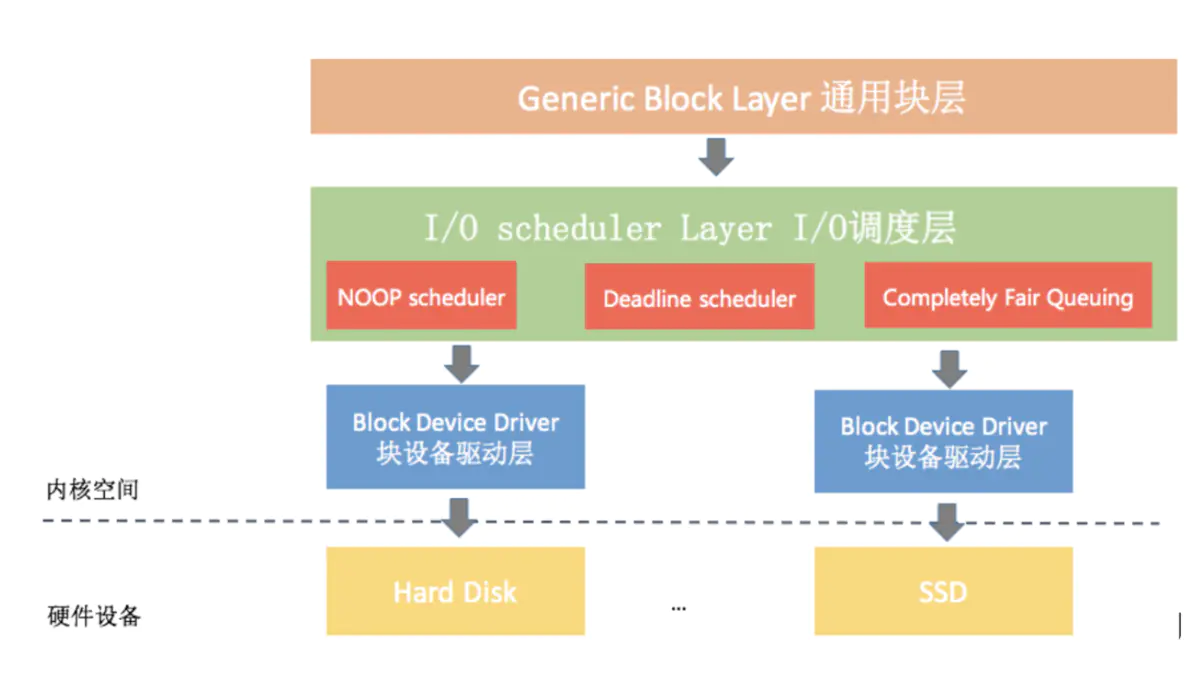 Generic Block Layer 通用块层
I/O scheduler Layer I/O调度层
NOOP scheduler
Deadline scheduler
Completely Fair Queuing
Block Device Driver
块设备驱动层
Block Device Driver
块设备驱动层
内核空间
Hard Disk
...
SSD
硬件设备